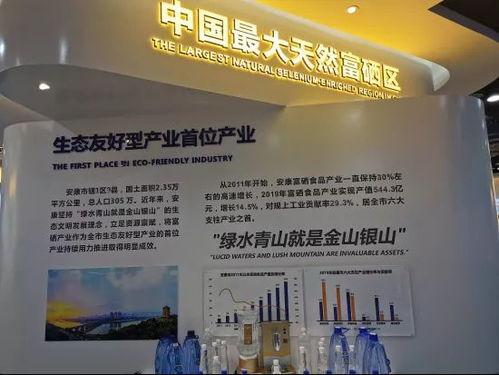 中国最大天然富硒区
THE LARGEST NATURAL SELENIUM-ENRICHED REGION IN
生态友好型产业首位产业
THE FIRST PLACE IN ECO-FRIENDLY INDUSTRY
安康市辖1区9县，国土面积2.35万
平方公里，总人口305万。近年来，安
康坚持“绿水青山就是金山银山”的生
态文明发展理念，立足资源禀赋，将富
硒产业作为全市生态友好型产业的首位
产业持续用力推进取得明显成效。
从2011年开始，安康富硒食品产业一直保持30%左
右的高速增长，2019年富硒食品产业实现产值544.3亿
元，增长14.5%，对规上工业贡献率29.3%，居全市六大
支柱产业之首。
"绿水青山就是金山银山"
"LUCID WATERS AND LUSH MOUNTAIN ARE INVALUABLE ASSETS."